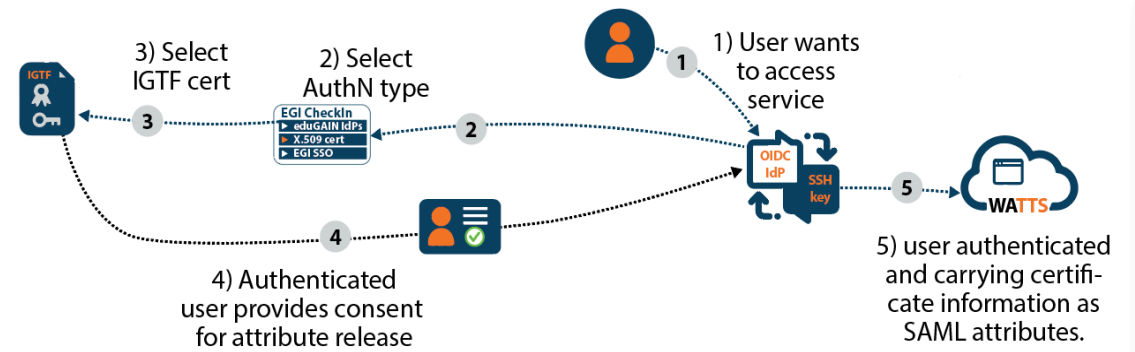 1) User wants
to access
service
1
2) Select
AuthN type
2
EGI CheckIn
eduGAIN IdPs
X.509 cert
EGI SSO
3) Select
IGTF cert
3
IGTF
4
4) Authenticated
user provides consent
for attribute release
OIDC
IdP
SSH
key
5
WATTS
5) user authenticated
and carrying certifi-
cate information as
SAML attributes.